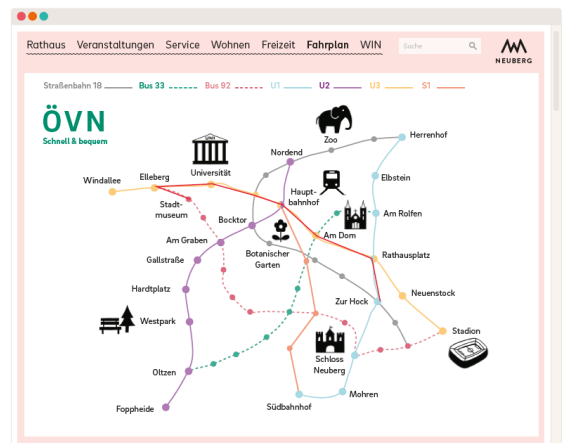 Rathaus Veranstaltungen Service Wohnen Freizeit Fahrplan WIN
Suche
NEUBERG
Straßenbahn 18 Bus 33 Bus 92 U1 U2 U3 S1
ÖVN
Schnell & bequem
Zoo
Herrenhof
UNI
Universität
Nordend
Windallee
Elleberg
Elbstein
Haupt-
bahnhof
Stadt-
museum
Am Rolfen
Bocktor
Am Dom
Am Graben
Botanischer
Garten
Rathausplatz
Gallstraße
Hardtplatz
Zur Hock
Neuenstock
Westpark
Stadion
Schloss
Neuberg
Oltzen
Mohren
Südbahnhof
Foppheide